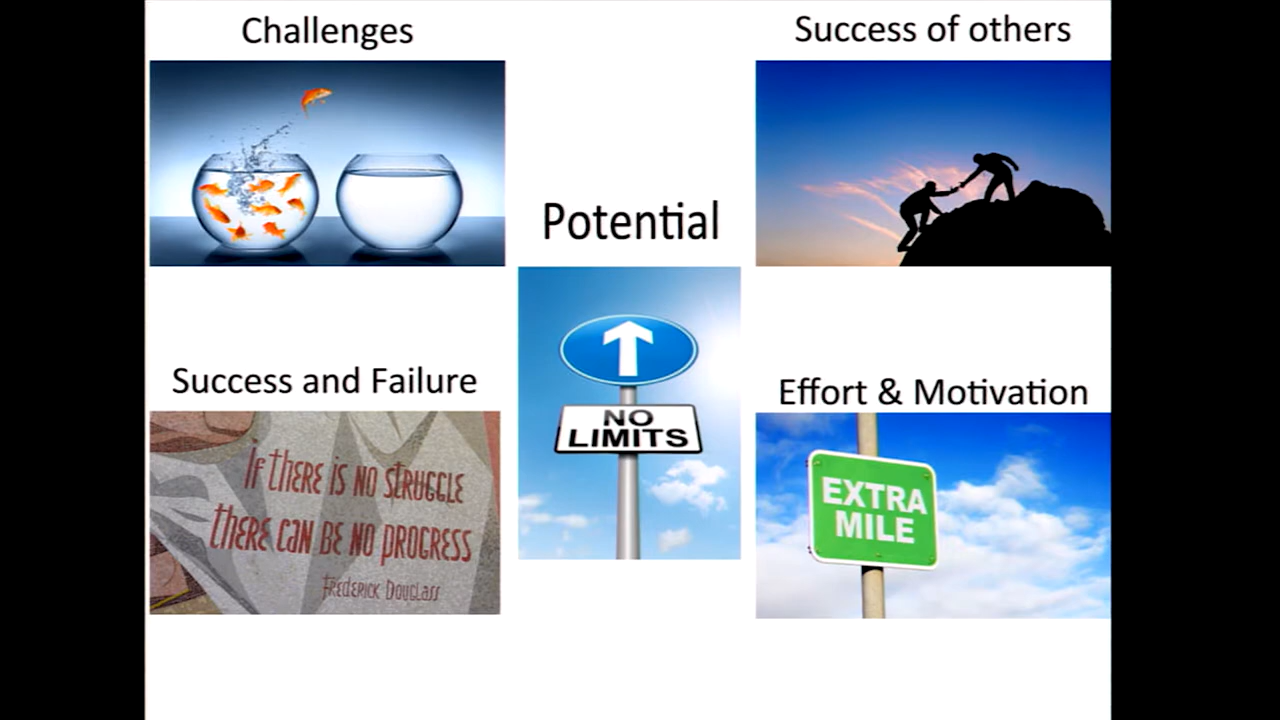 Challenges
Success of others
Potential
NO
LIMITS
Success and Failure
If there is no struggle
there can be no progress
Frederick Douglass
Effort & Motivation
EXTRA
MILE